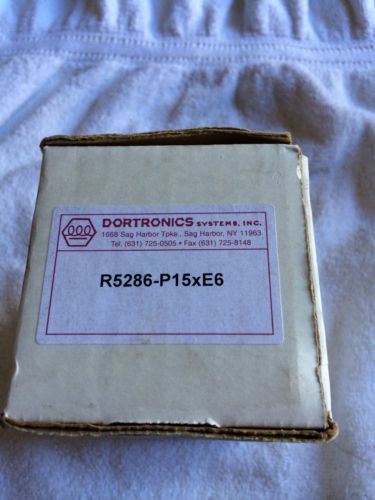 DORTRONICS SYSTEMS, INC.
1668 Sag Harbor Tpke., Sag Harbor, NY 11963
Tel. (631) 725-0505 • Fax (631) 725-8148
R5286-P15xE6